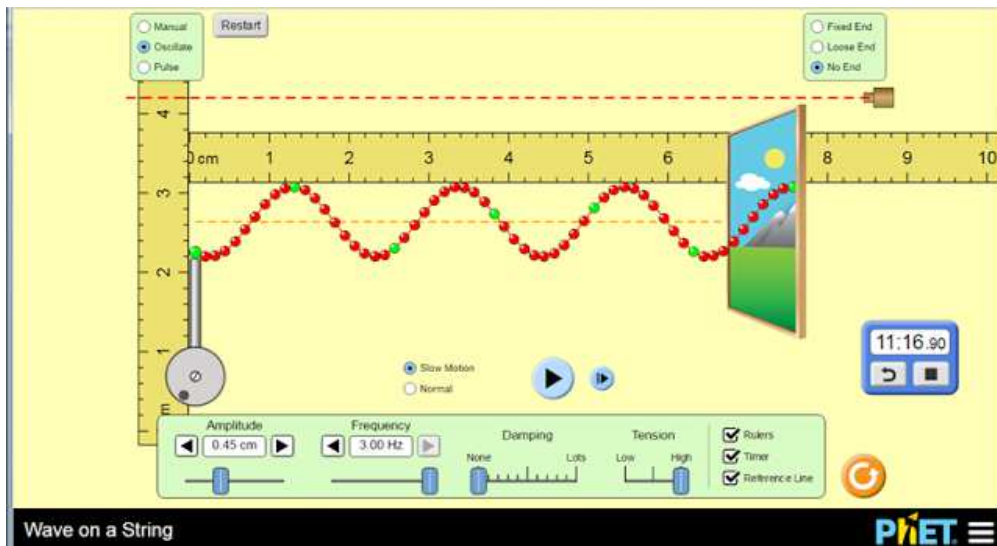 Manual
Oscillate
Pulse
Restart
Fixed End
Loose End
No End
4
3
2
1
0 cm 1 2 3 4 5 6 8 9 10
11:16.90
Slow Motion
Normal
Amplitude
0.45 cm
Frequency
3.00 Hz
Damping
None Lots
Tension
Low High
Rulers
Timer
Reference Line
Wave on a String
PhET